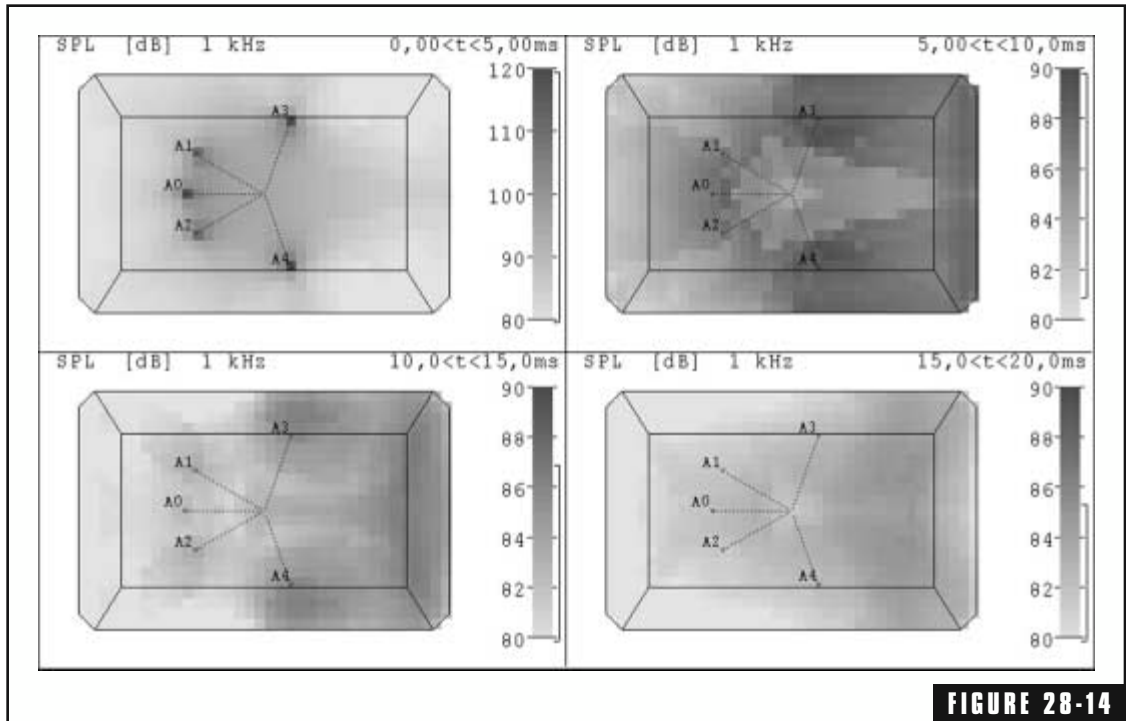 SPL [dB] 1 kHz 0,00<t<5,00ms
120
110
100
90
80
A3
A1
A0
A2
A4
SPL [dB] 1 kHz 5,00<t<10,0ms
90
88
86
84
82
80
A3
A1
A0
A2
A4
SPL [dB] 1 kHz 10,0<t<15,0ms
90
88
86
84
82
80
A3
A1
A0
A2
A4
SPL [dB] 1 kHz 15,0<t<20,0ms
90
88
86
84
82
80
A3
A1
A0
A2
A4
FIGURE 28-14